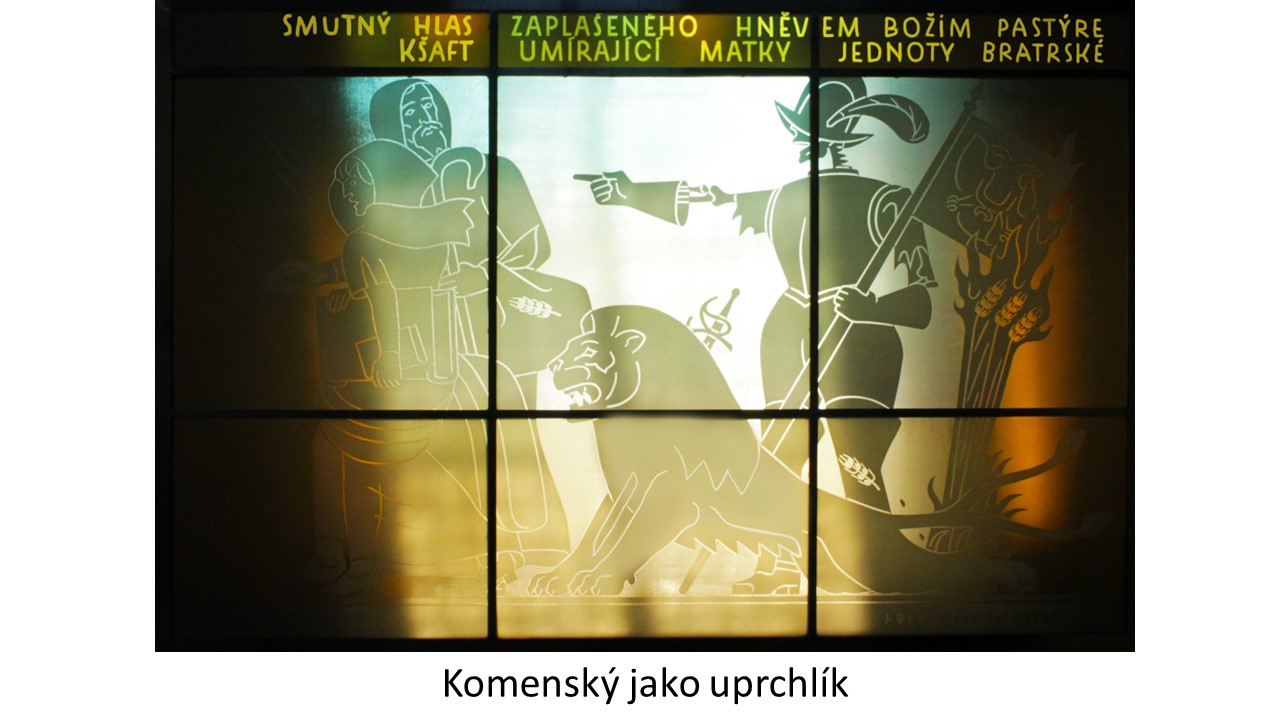 SMUTNÝ HLAS ZAPLAŠENÉHO HNĚVEM BOŽÍM PASTÝŘE
KŠAFT UMÍRAJÍCÍ MATKY JEDNOTY BRATRSKÉ
Komenský jako uprchlík